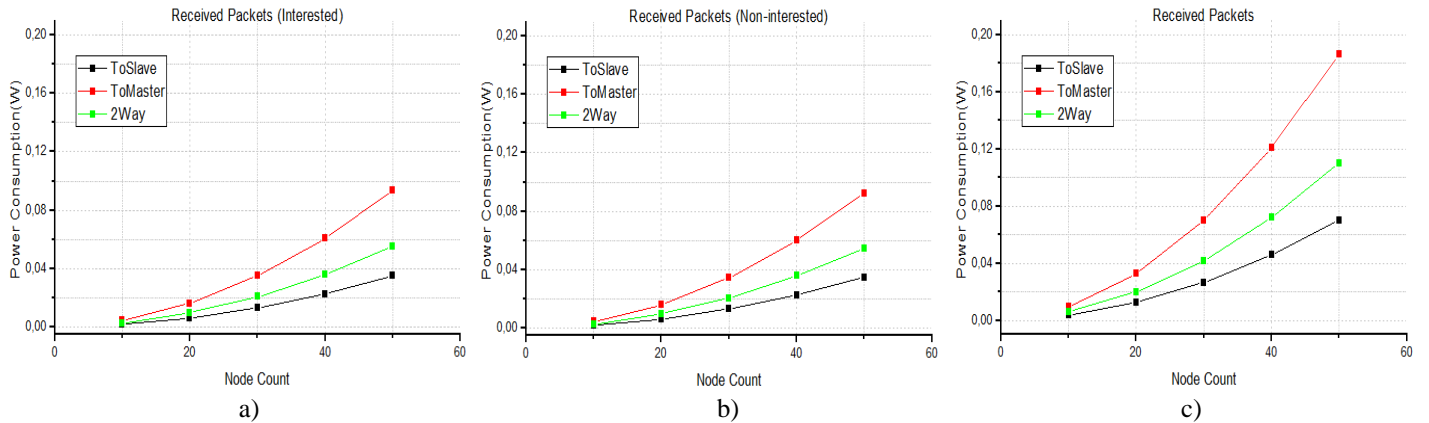 Received Packets (Interested)
0,20
0,16
0,12
0,08
0,04
0,00
Power Consumption(W)
ToSlave
ToMaster
2Way
0 20 40 60
Node Count
a)
Received Packets (Non-interested)
0,20
0,16
0,12
0,08
0,04
0,00
Power Consumption(W)
ToSlave
ToMaster
2Way
0 20 40 60
Node Count
b)
Received Packets
0,20
0,16
0,12
0,08
0,04
0,00
Power Consumption(W)
ToSlave
ToMaster
2Way
0 20 40 60
Node Count
c)